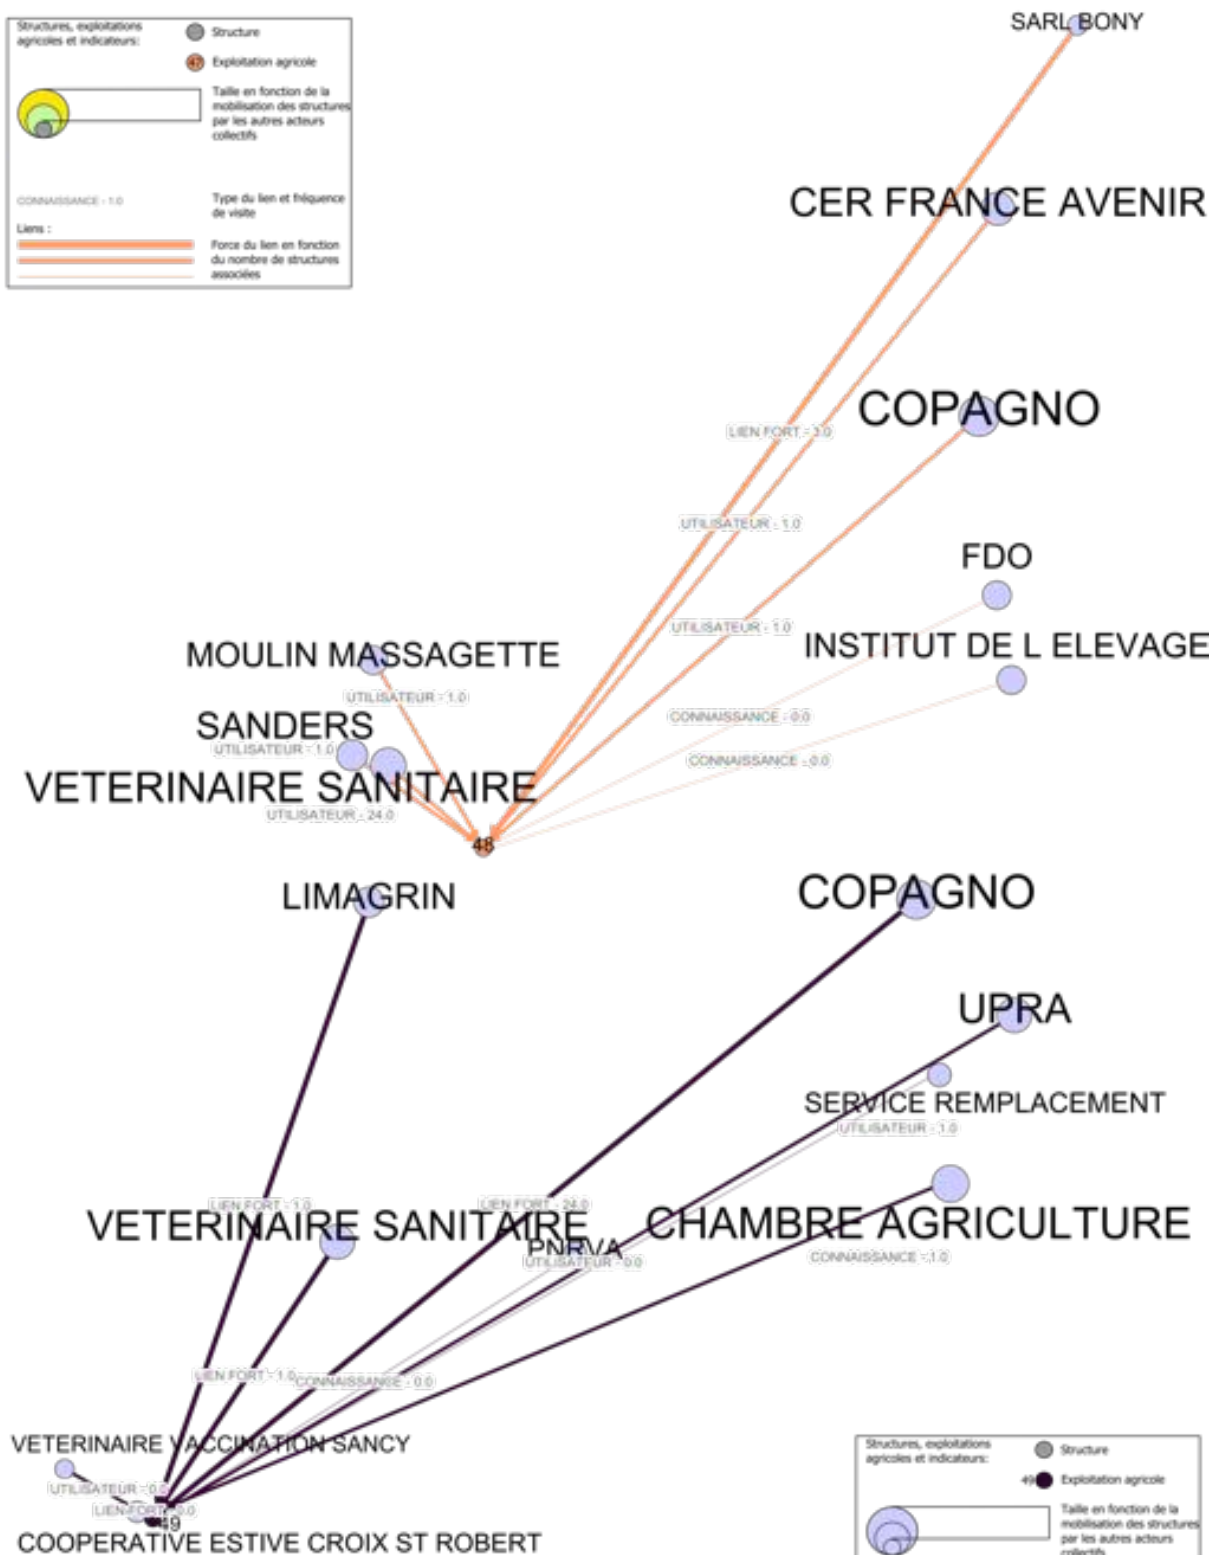 Structures, exploitations
agricoles et indicateurs:
Structure
Exploitation agricole
Taille en fonction de la
mobilisation des structures
par les autres acteurs
collectifs
CONNAISSANCE - 1.0
Type du lien et fréquence
de visite
Liens :
Force du lien en fonction
du nombre de structures
associées
SARL BONY
CER FRANCE AVENIR
COPAGNO
LIEN FORT - 3.0
UTILISATEUR - 1.0
FDO
UTILISATEUR - 1.0
INSTITUT DE L ELEVAGE
MOULIN MASSAGETTE
UTILISATEUR - 1.0
CONNAISSANCE - 0.0
SANDERS
UTILISATEUR - 1.0
CONNAISSANCE - 0.0
VETERINAIRE SANITAIRE
UTILISATEUR - 24.0
48
LIMAGRIN
COPAGNO
UPRA
SERVICE REMPLACEMENT
UTILISATEUR - 1.0
LIEN FORT - 1.0
LIEN FORT - 24.0
VETERINAIRE SANITAIRE
CHAMBRE AGRICULTURE
PNRVA
UTILISATEUR - 0.0
CONNAISSANCE - 1.0
LIEN FORT - 1.0
CONNAISSANCE - 0.0
VETERINAIRE VACCINATION SANCY
UTILISATEUR - 0.0
LIEN FORT - 0.0
49
COOPERATIVE ESTIVE CROIX ST ROBERT
Structures, exploitations
agricoles et indicateurs:
Structure
49
Exploitation agricole
Taille en fonction de la
mobilisation des structures
par les autres acteurs
collectifs